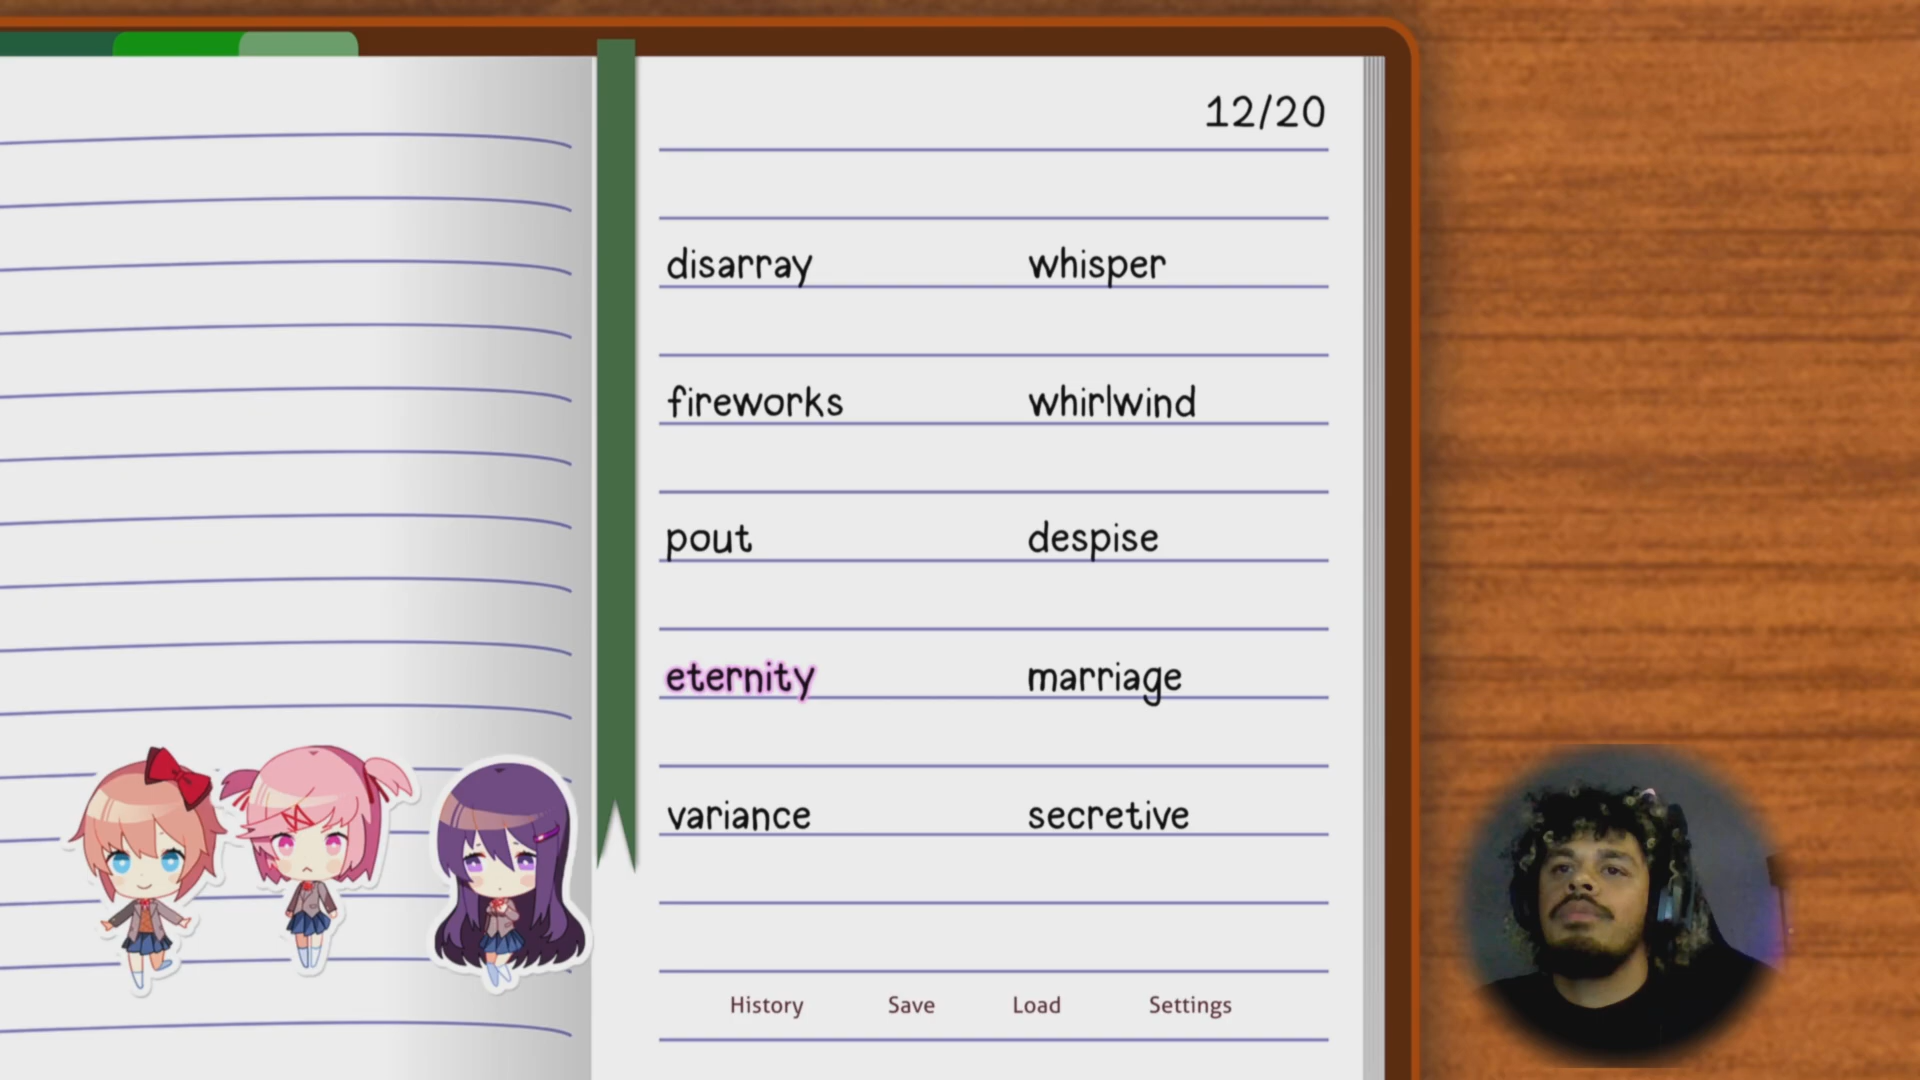 12/20
disarray whisper
fireworks whirlwind
pout despise
eternity marriage
variance secretive
History Save Load Settings